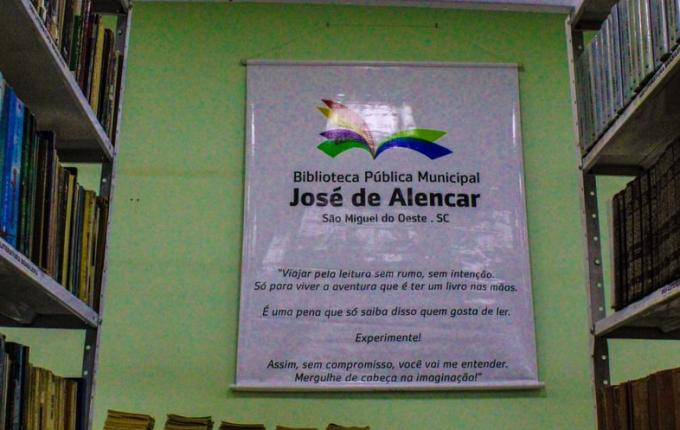 Biblioteca Pública Municipal
José de Alencar
São Miguel do Oeste . SC
"Viajar pela leitura sem rumo, sem intenção.
Só para viver a aventura que é ter um livro nas mãos.
É uma pena que só saiba disso quem gosta de ler.
Experimente!
Assim, sem compromisso, você vai me entender.
Mergulhe de cabeça na imaginação!"